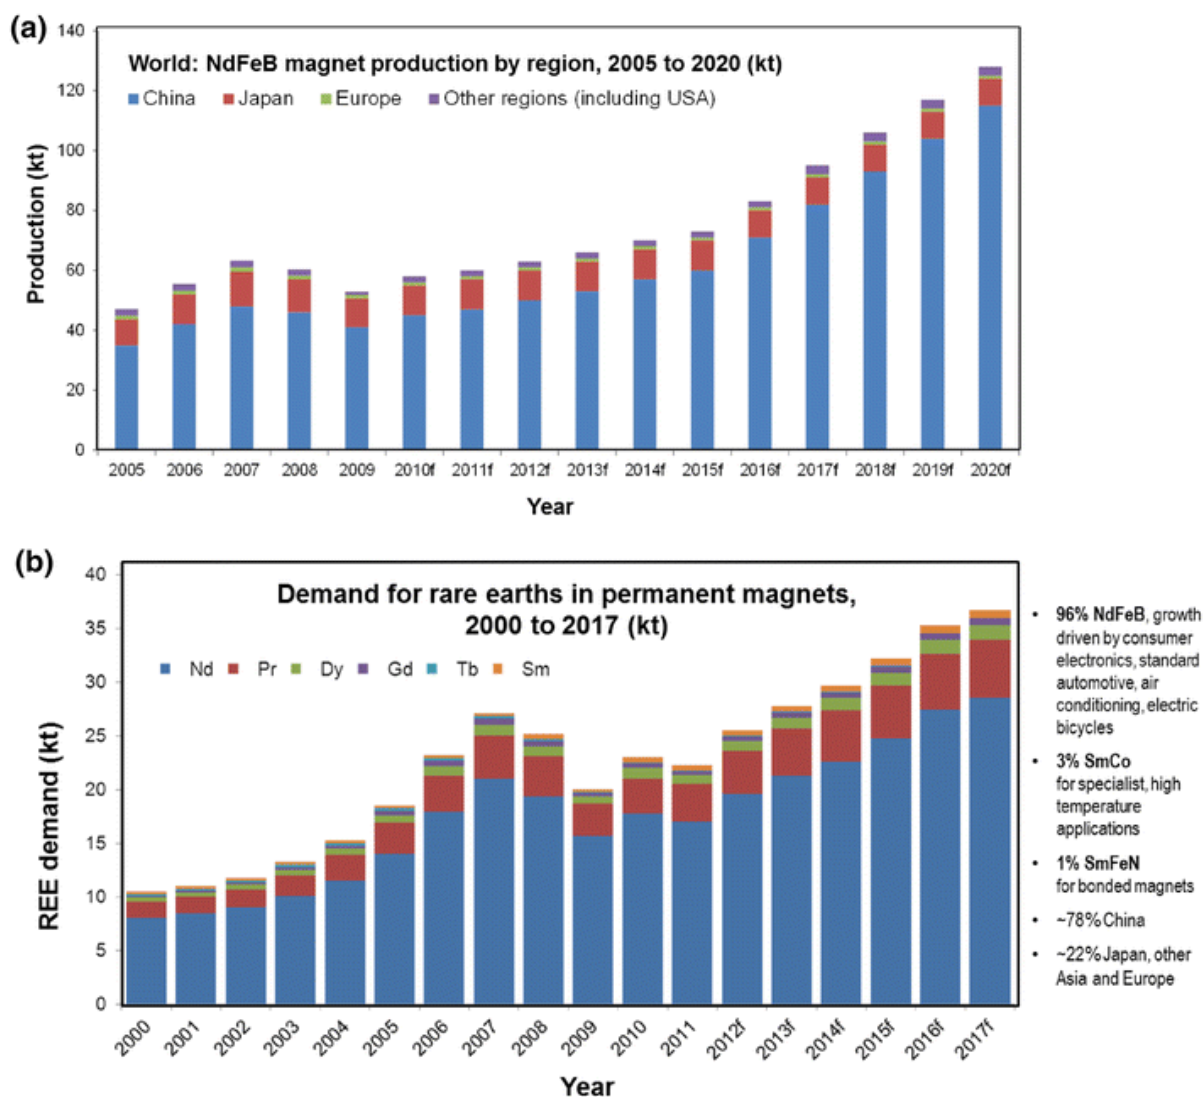 (a)
World: NdFeB magnet production by region, 2005 to 2020 (kt)
China Japan Europe Other regions (including USA)
Production (kt)
140
120
100
80
60
40
20
0
2005 2006 2007 2008 2009 2010f 2011f 2012f 2013f 2014f 2015f 2016f 2017f 2018f 2019f 2020f
Year
(b)
Demand for rare earths in permanent magnets,
2000 to 2017 (kt)
Nd Pr Dy Gd Tb Sm
REE demand (kt)
40
35
30
25
20
15
10
5
0
2000 2001 2002 2003 2004 2005 2006 2007 2008 2009 2010 2011 2012f 2013f 2014f 2015f 2016f 2017f
Year
• 96% NdFeB, growth
driven by consumer
electronics, standard
automotive, air
conditioning, electric
bicycles
• 3% SmCo
for specialist, high
temperature
applications
• 1% SmFeN
for bonded magnets
• ~78% China
• ~22% Japan, other
Asia and Europe